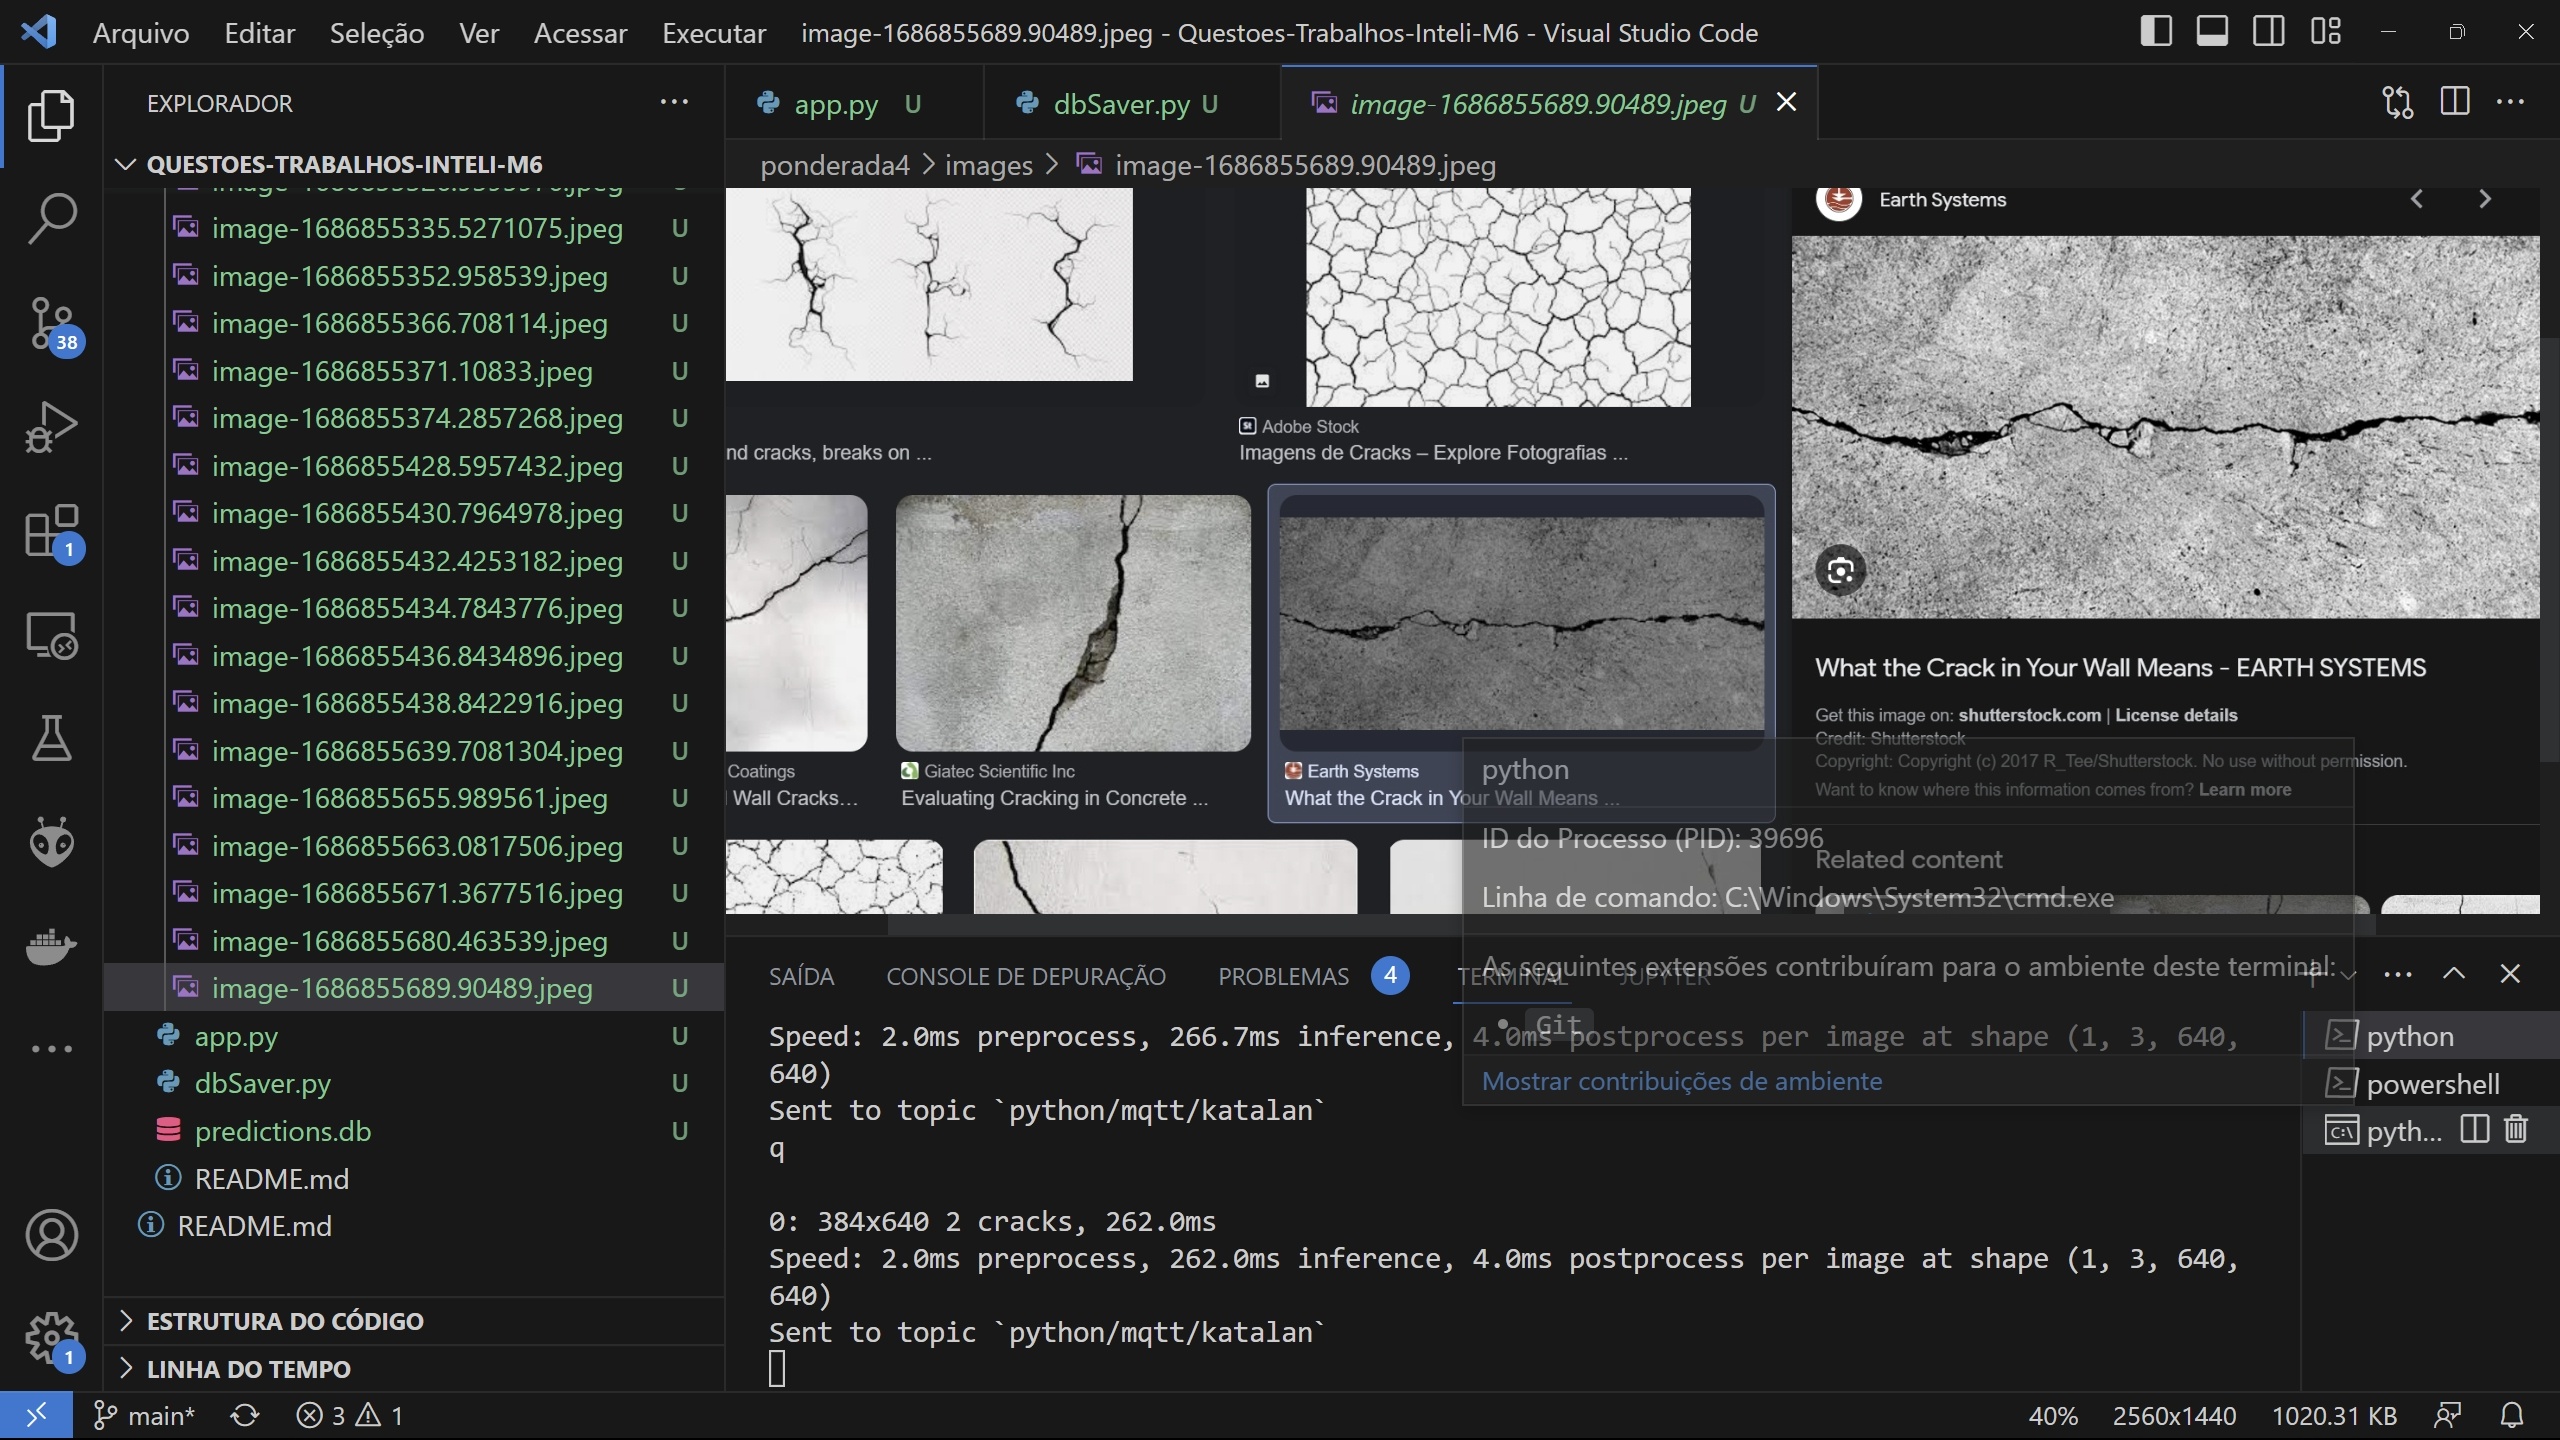 Arquivo Editar Seleção Ver Acessar Executar image-1686855689.90489.jpeg - Questoes-Trabalhos-Inteli-M6 - Visual Studio Code
EXPLORADOR
QUESTOES-TRABALHOS-INTELI-M6
image-1686855335.5271075.jpeg U
image-1686855352.958539.jpeg U
image-1686855366.708114.jpeg U
image-1686855371.10833.jpeg U
image-1686855374.2857268.jpeg U
image-1686855428.5957432.jpeg U
image-1686855430.7964978.jpeg U
image-1686855432.4253182.jpeg U
image-1686855434.7843776.jpeg U
image-1686855436.8434896.jpeg U
image-1686855438.8422916.jpeg U
image-1686855639.7081304.jpeg U
image-1686855655.989561.jpeg U
image-1686855663.0817506.jpeg U
image-1686855671.3677516.jpeg U
image-1686855680.463539.jpeg U
image-1686855689.90489.jpeg U
app.py U
dbSaver.py U
predictions.db U
README.md
README.md
ESTRUTURA DO CÓDIGO
LINHA DO TEMPO
38
1
1
app.py U dbSaver.py U image-1686855689.90489.jpeg U
ponderada4 > images > image-1686855689.90489.jpeg
nd cracks, breaks on ...
Adobe Stock
Imagens de Cracks – Explore Fotografias ...
Coatings
Wall Cracks...
Giatec Scientific Inc
Evaluating Cracking in Concrete ...
Earth Systems
What the Crack in Your Wall Means ...
Earth Systems
What the Crack in Your Wall Means - EARTH SYSTEMS
Get this image on: shutterstock.com | License details
Credit: Shutterstock
Copyright: Copyright (c) 2017 R_Tee/Shutterstock. No use without permission.
Want to know where this information comes from? Learn more
Related content
python
ID do Processo (PID): 39696
Linha de comando: C:\Windows\System32\cmd.exe
As seguintes extensões contribuíram para o ambiente deste terminal:
Git
Mostrar contribuições de ambiente
SAÍDA CONSOLE DE DEPURAÇÃO PROBLEMAS 4 TERMINAL JUPYTER
Speed: 2.0ms preprocess, 266.7ms inference, 4.0ms postprocess per image at shape (1, 3, 640,
640)
Sent to topic `python/mqtt/katalan`
q
0: 384x640 2 cracks, 262.0ms
Speed: 2.0ms preprocess, 262.0ms inference, 4.0ms postprocess per image at shape (1, 3, 640,
640)
Sent to topic `python/mqtt/katalan`
python
powershell
pyth...
main* 3 1 40% 2560x1440 1020.31 KB